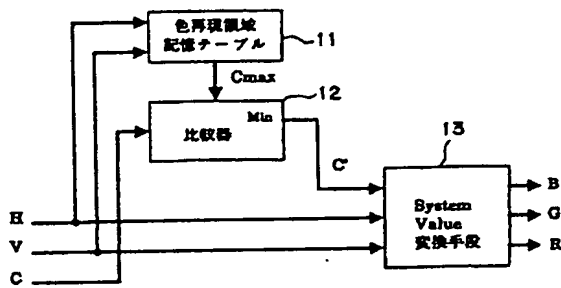 色再現領域
記憶テーブル
11
Cmax
12
Min
比較器
C'
13
System
Value
変換手段
B
G
R
H
V
C